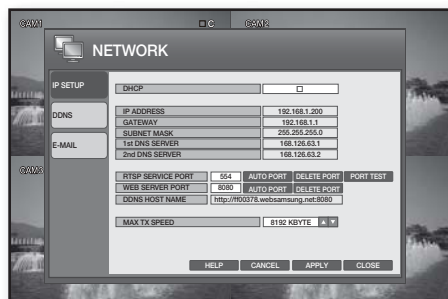 CAM1
C
CAM2
NETWORK
IP SETUP
DHCP
DDNS
IP ADDRESS 192.168.1.200
GATEWAY 192.168.1.1
SUBNET MASK 255.255.255.0
E-MAIL
1st DNS SERVER 168.126.63.1
2nd DNS SERVER 168.126.63.2
CAM3
RTSP SERVICE PORT 554 AUTO PORT DELETE PORT PORT TEST
WEB SERVER PORT 8080 AUTO PORT DELETE PORT
DDNS HOST NAME http://ff00378.websamsung.net:8080
MAX TX SPEED 8192 KBYTE
HELP CANCEL APPLY CLOSE